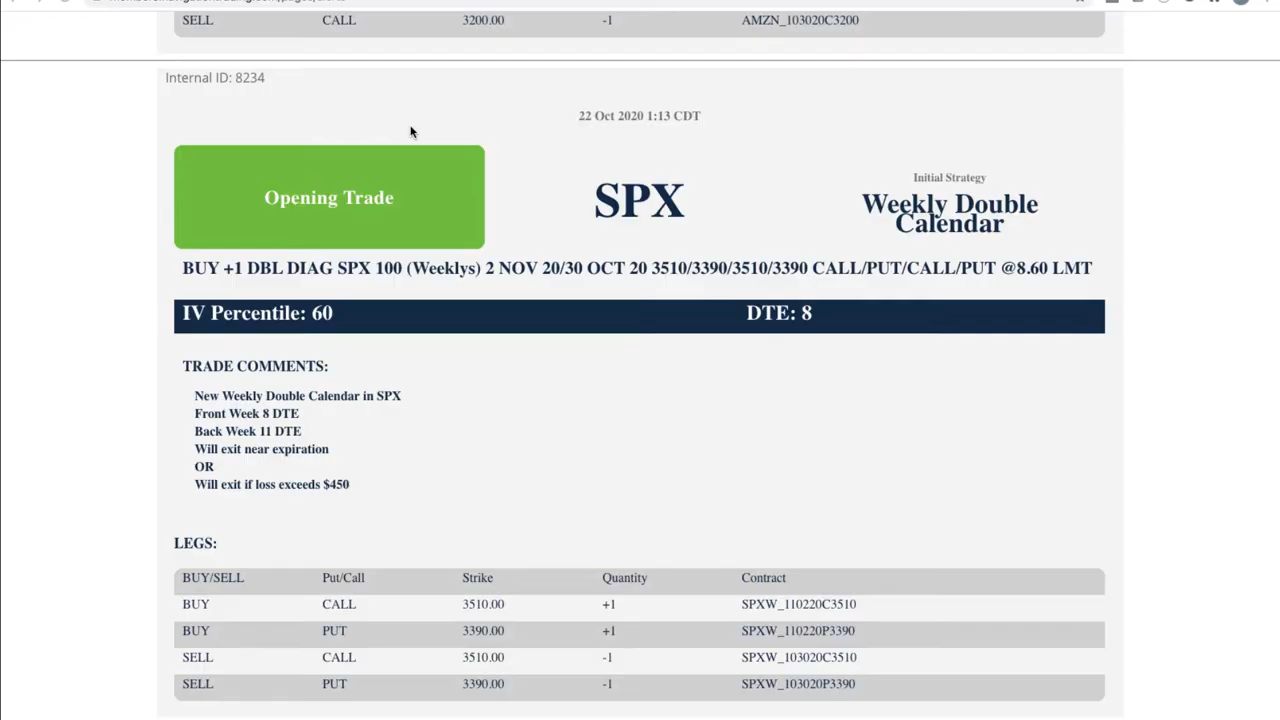 SELL CALL 3200.00 -1 AMZN_103020C3200
Internal ID: 8234
22 Oct 2020 1:13 CDT
Opening Trade
SPX
Initial Strategy
Weekly Double
Calendar
BUY +1 DBL DIAG SPX 100 (Weeklys) 2 NOV 20/30 OCT 20 3510/3390/3510/3390 CALL/PUT/CALL/PUT @8.60 LMT
IV Percentile: 60 DTE: 8
TRADE COMMENTS:
New Weekly Double Calendar in SPX
Front Week 8 DTE
Back Week 11 DTE
Will exit near expiration
OR
Will exit if loss exceeds $450
LEGS:
BUY/SELL Put/Call Strike Quantity Contract
BUY CALL 3510.00 +1 SPXW_110220C3510
BUY PUT 3390.00 +1 SPXW_110220P3390
SELL CALL 3510.00 -1 SPXW_103020C3510
SELL PUT 3390.00 -1 SPXW_103020P3390